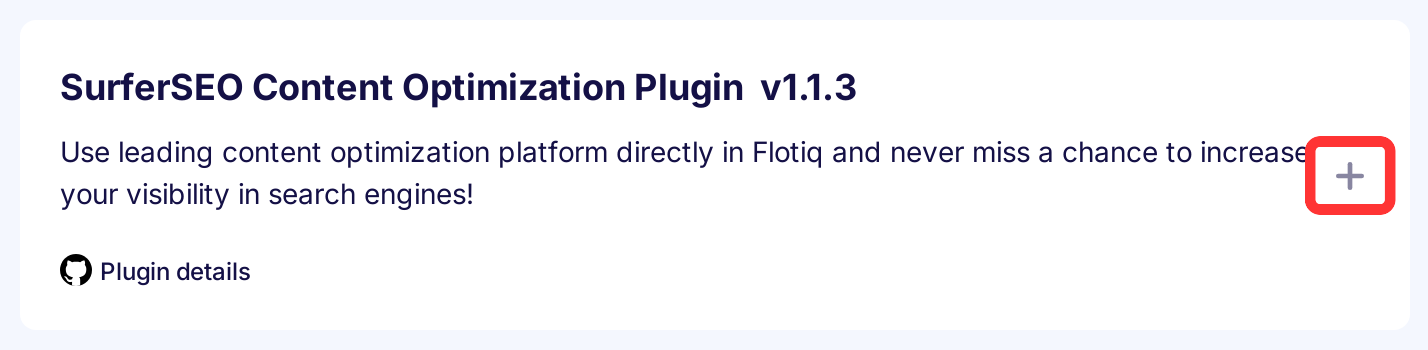 SurferSEO Content Optimization Plugin v1.1.3
Use leading content optimization platform directly in Flotiq and never miss a chance to increase
your visibility in search engines!
Plugin details